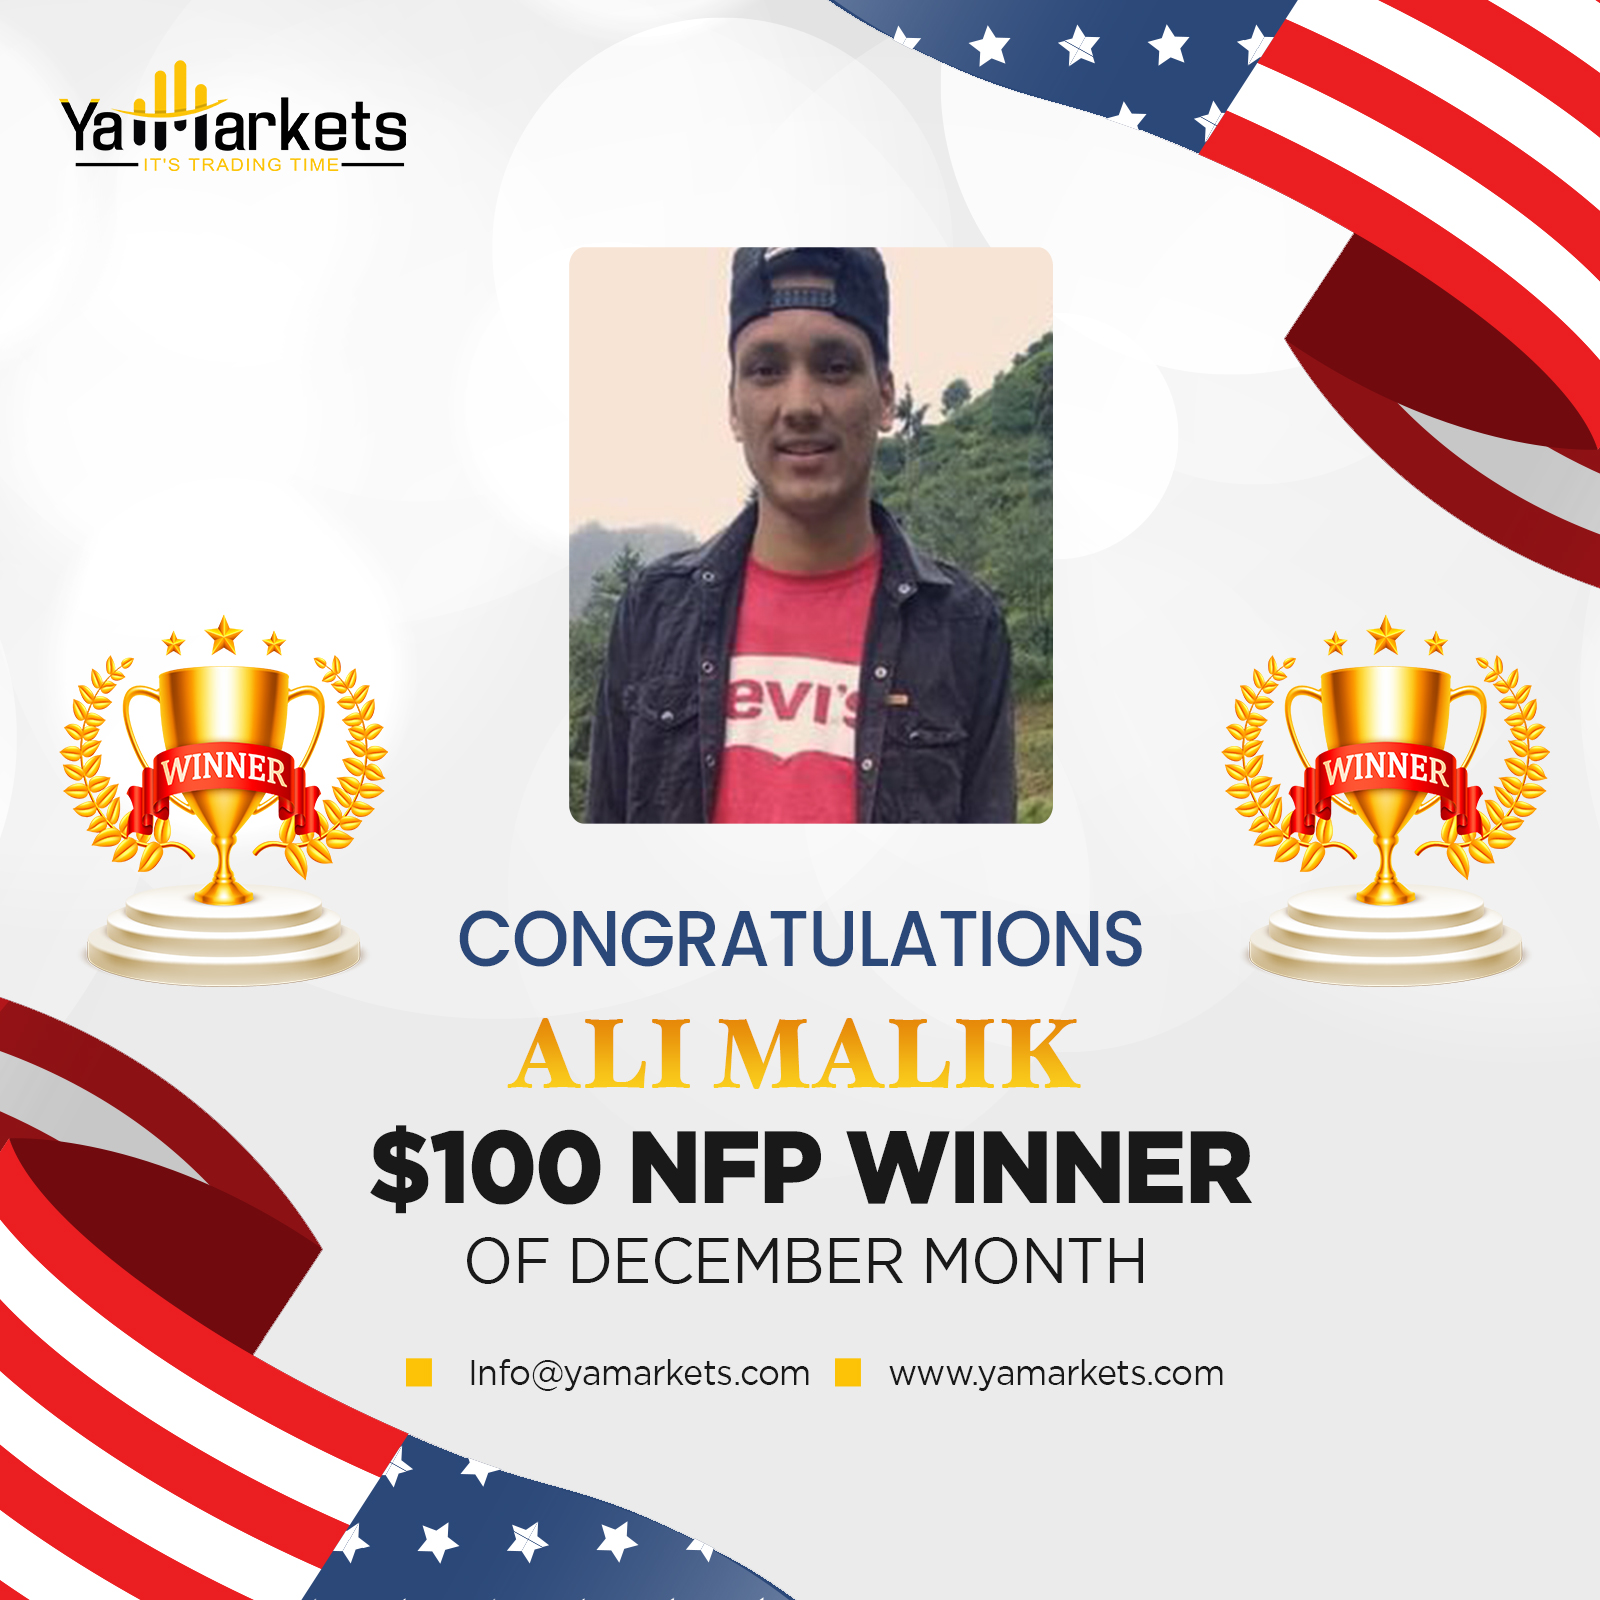 YaMarkets
IT'S TRADING TIME
evi's
WINNER
WINNER
CONGRATULATIONS
ALI MALIK
$100 NFP WINNER
OF DECEMBER MONTH
Info@yamarkets.com
www.yamarkets.com